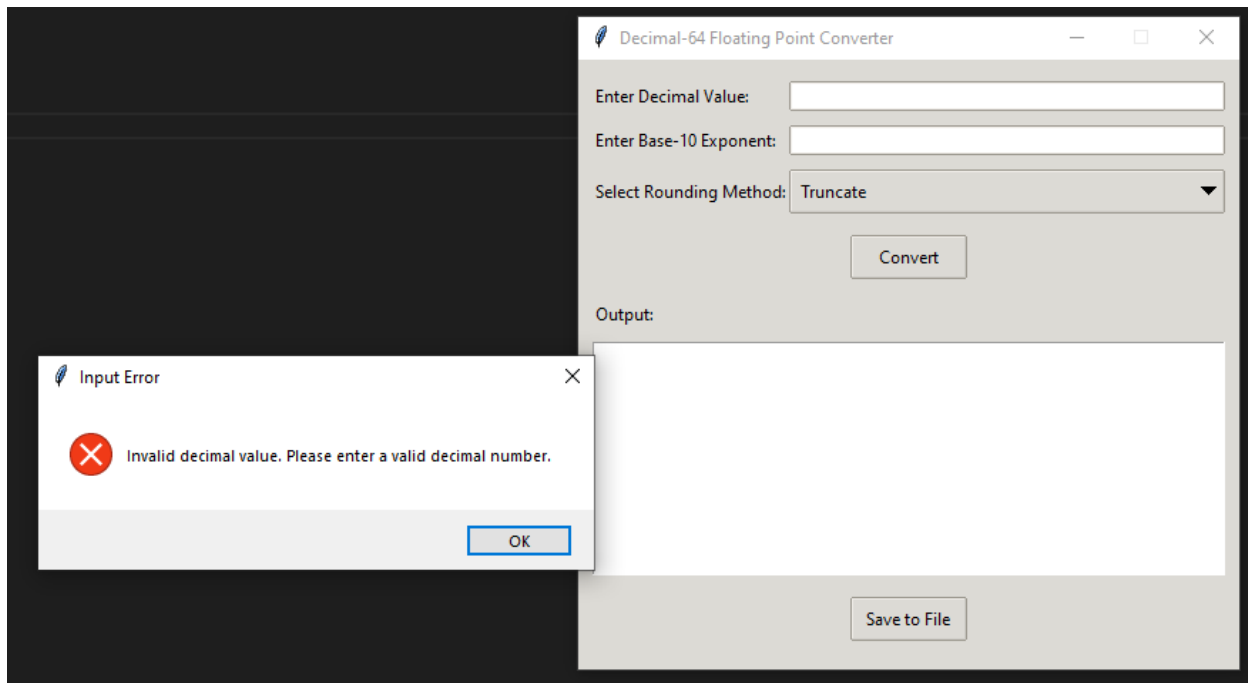 Decimal-64 Floating Point Converter
Enter Decimal Value:
Enter Base-10 Exponent:
Select Rounding Method: Truncate
Convert
Output:
Input Error
Invalid decimal value. Please enter a valid decimal number.
OK
Save to File